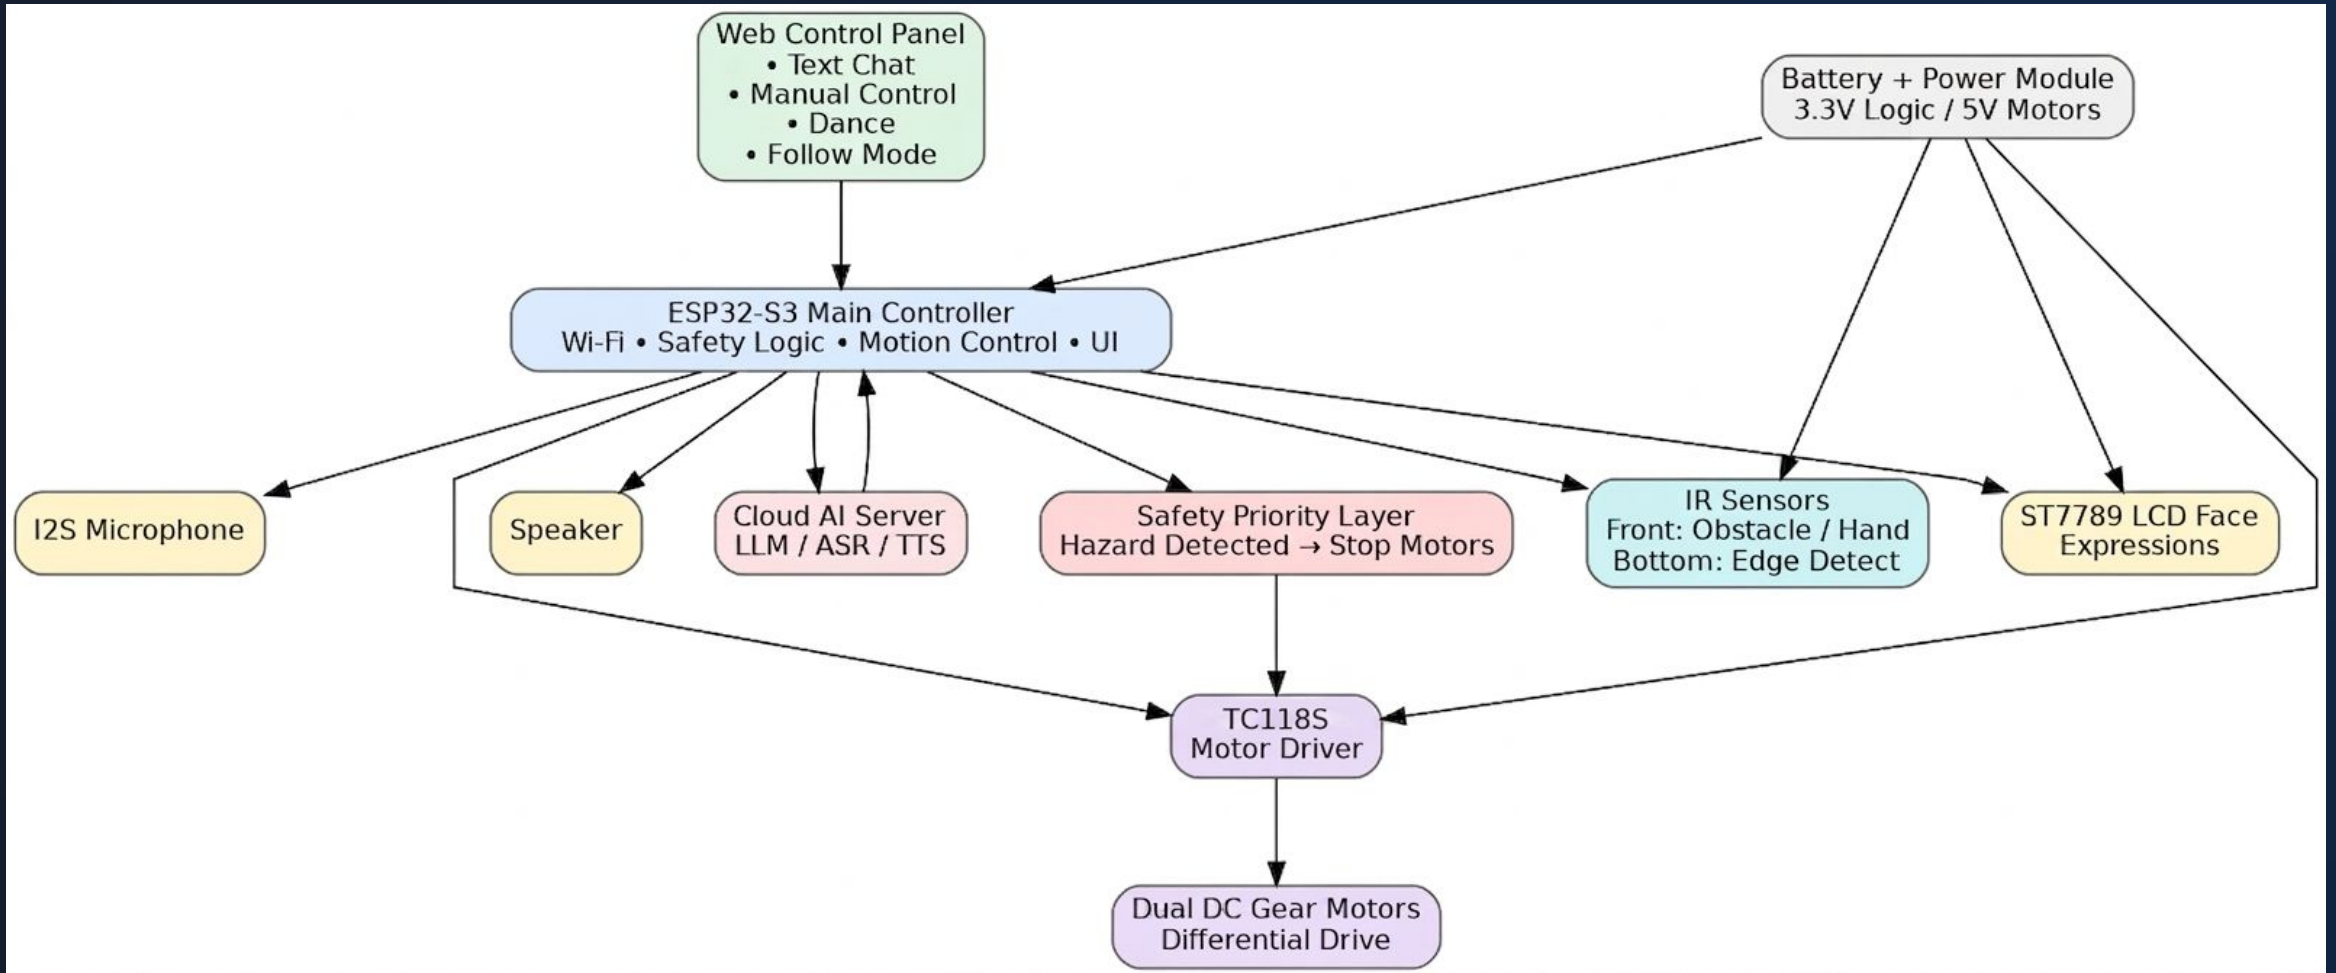 Web Control Panel
• Text Chat
• Manual Control
• Dance
• Follow Mode
Battery + Power Module
3.3V Logic / 5V Motors
ESP32-S3 Main Controller
Wi-Fi • Safety Logic • Motion Control • UI
I2S Microphone
Speaker
Cloud AI Server
LLM / ASR / TTS
Safety Priority Layer
Hazard Detected → Stop Motors
IR Sensors
Front: Obstacle / Hand
Bottom: Edge Detect
ST7789 LCD Face
Expressions
TC118S
Motor Driver
Dual DC Gear Motors
Differential Drive